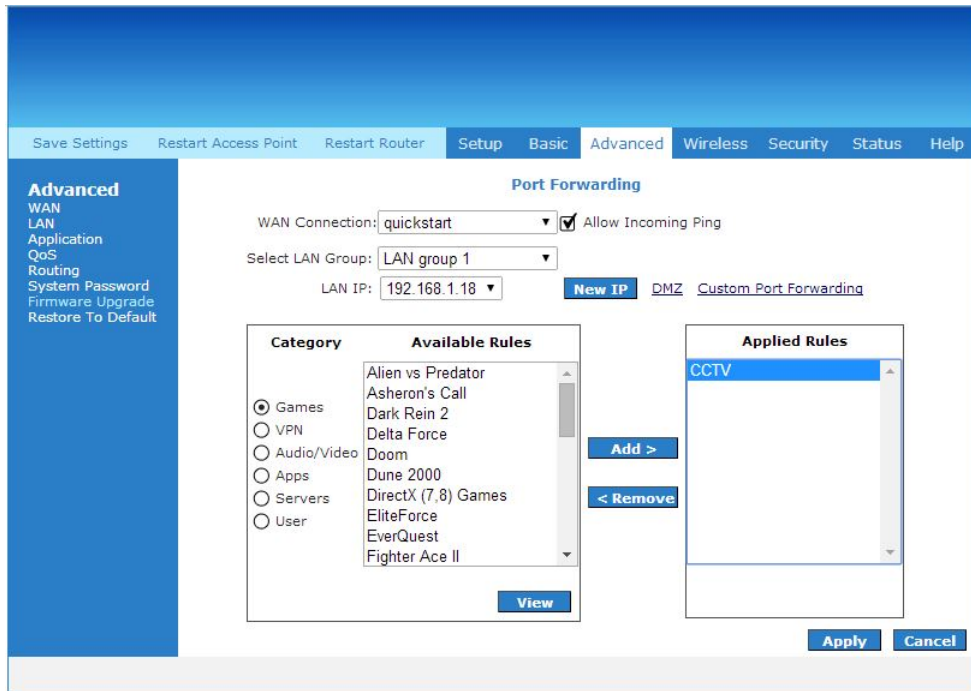 Save Settings Restart Access Point Restart Router Setup Basic Advanced Wireless Security Status Help
Advanced
WAN
LAN
Application
QoS
Routing
System Password
Firmware Upgrade
Restore To Default
Port Forwarding
WAN Connection: quickstart Allow Incoming Ping
Select LAN Group: LAN group 1
LAN IP: 192.168.1.18 New IP DMZ Custom Port Forwarding
Category
Games
VPN
Audio/Video
Apps
Servers
User
Available Rules
Alien vs Predator
Asheron's Call
Dark Rein 2
Delta Force
Doom
Dune 2000
DirectX (7,8) Games
EliteForce
EverQuest
Fighter Ace II
View
Add >
< Remove
Applied Rules
CCTV
Apply Cancel